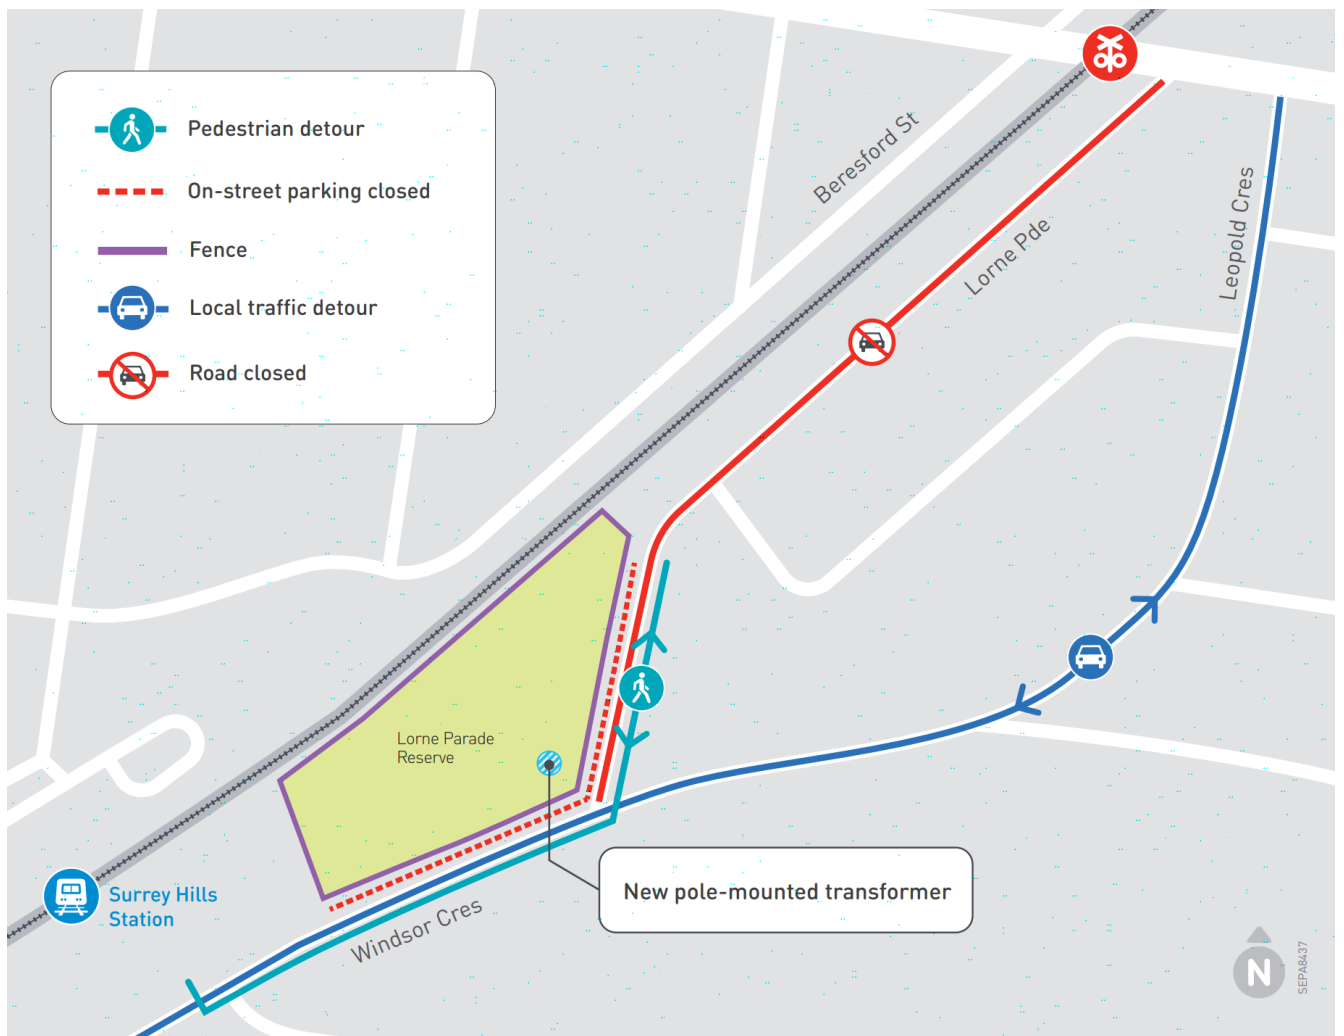 Pedestrian detour
On-street parking closed
Fence
Local traffic detour
Road closed
Beresford St
Lorne Pde
Leopold Cres
Lorne Parade
Reserve
New pole-mounted transformer
Surrey Hills
Station
Windsor Cres
N
SEPA8437